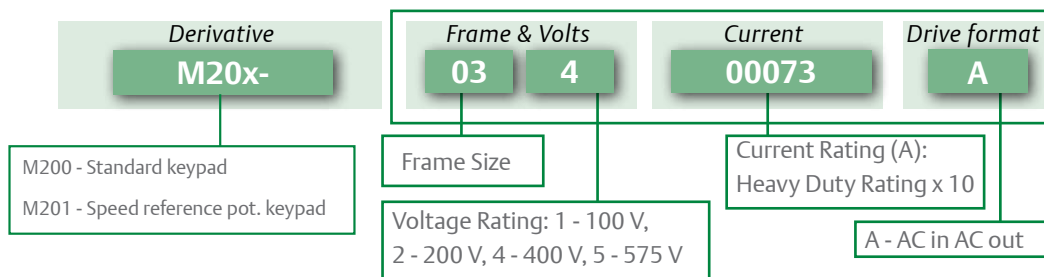 Derivative
Frame & Volts
Current
Drive format
M20x-
03
4
00073
A
M200 - Standard keypad
M201 - Speed reference pot. keypad
Frame Size
Voltage Rating: 1 - 100 V,
2 - 200 V, 4 - 400 V, 5 - 575 V
Current Rating (A):
Heavy Duty Rating x 10
A - AC in AC out